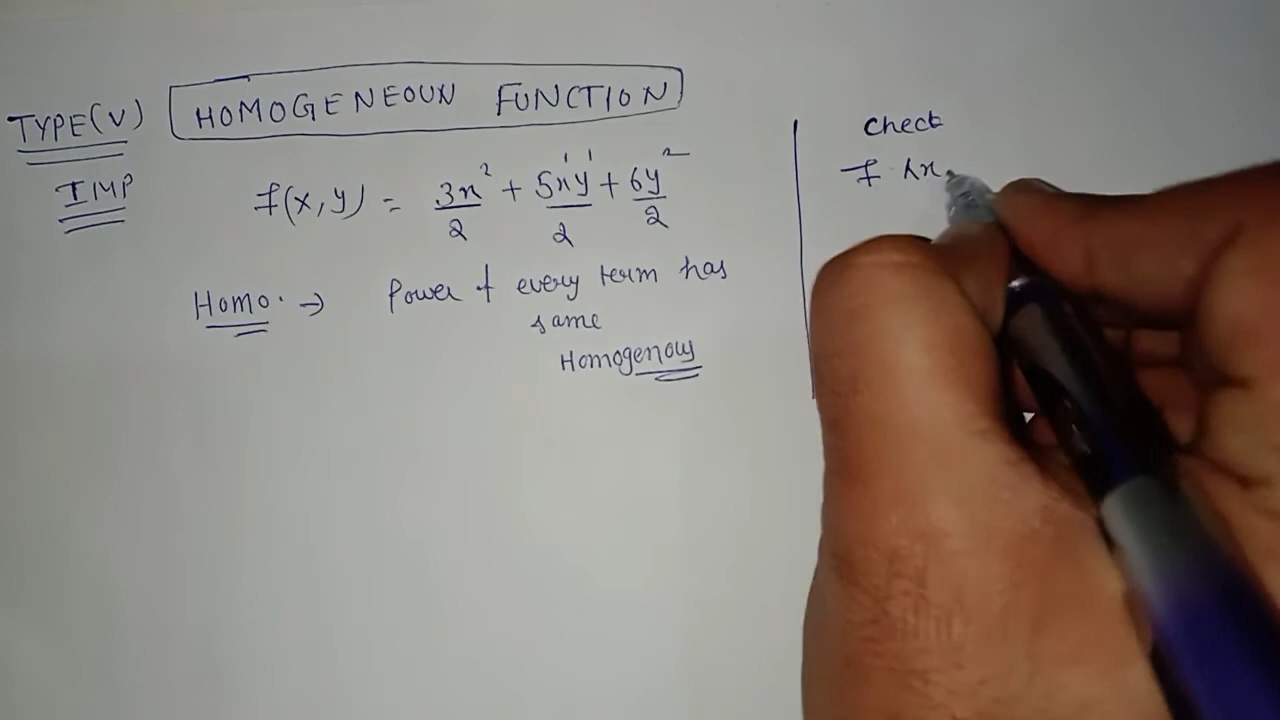 TYPE(V) HOMOGENEOUN FUNCTION
IMP
f(x,y) = 3x²/2 + 5x¹y¹/2 + 6y²/2
Homo. → Power of every term has
same
Homogenous
Check
f λx,